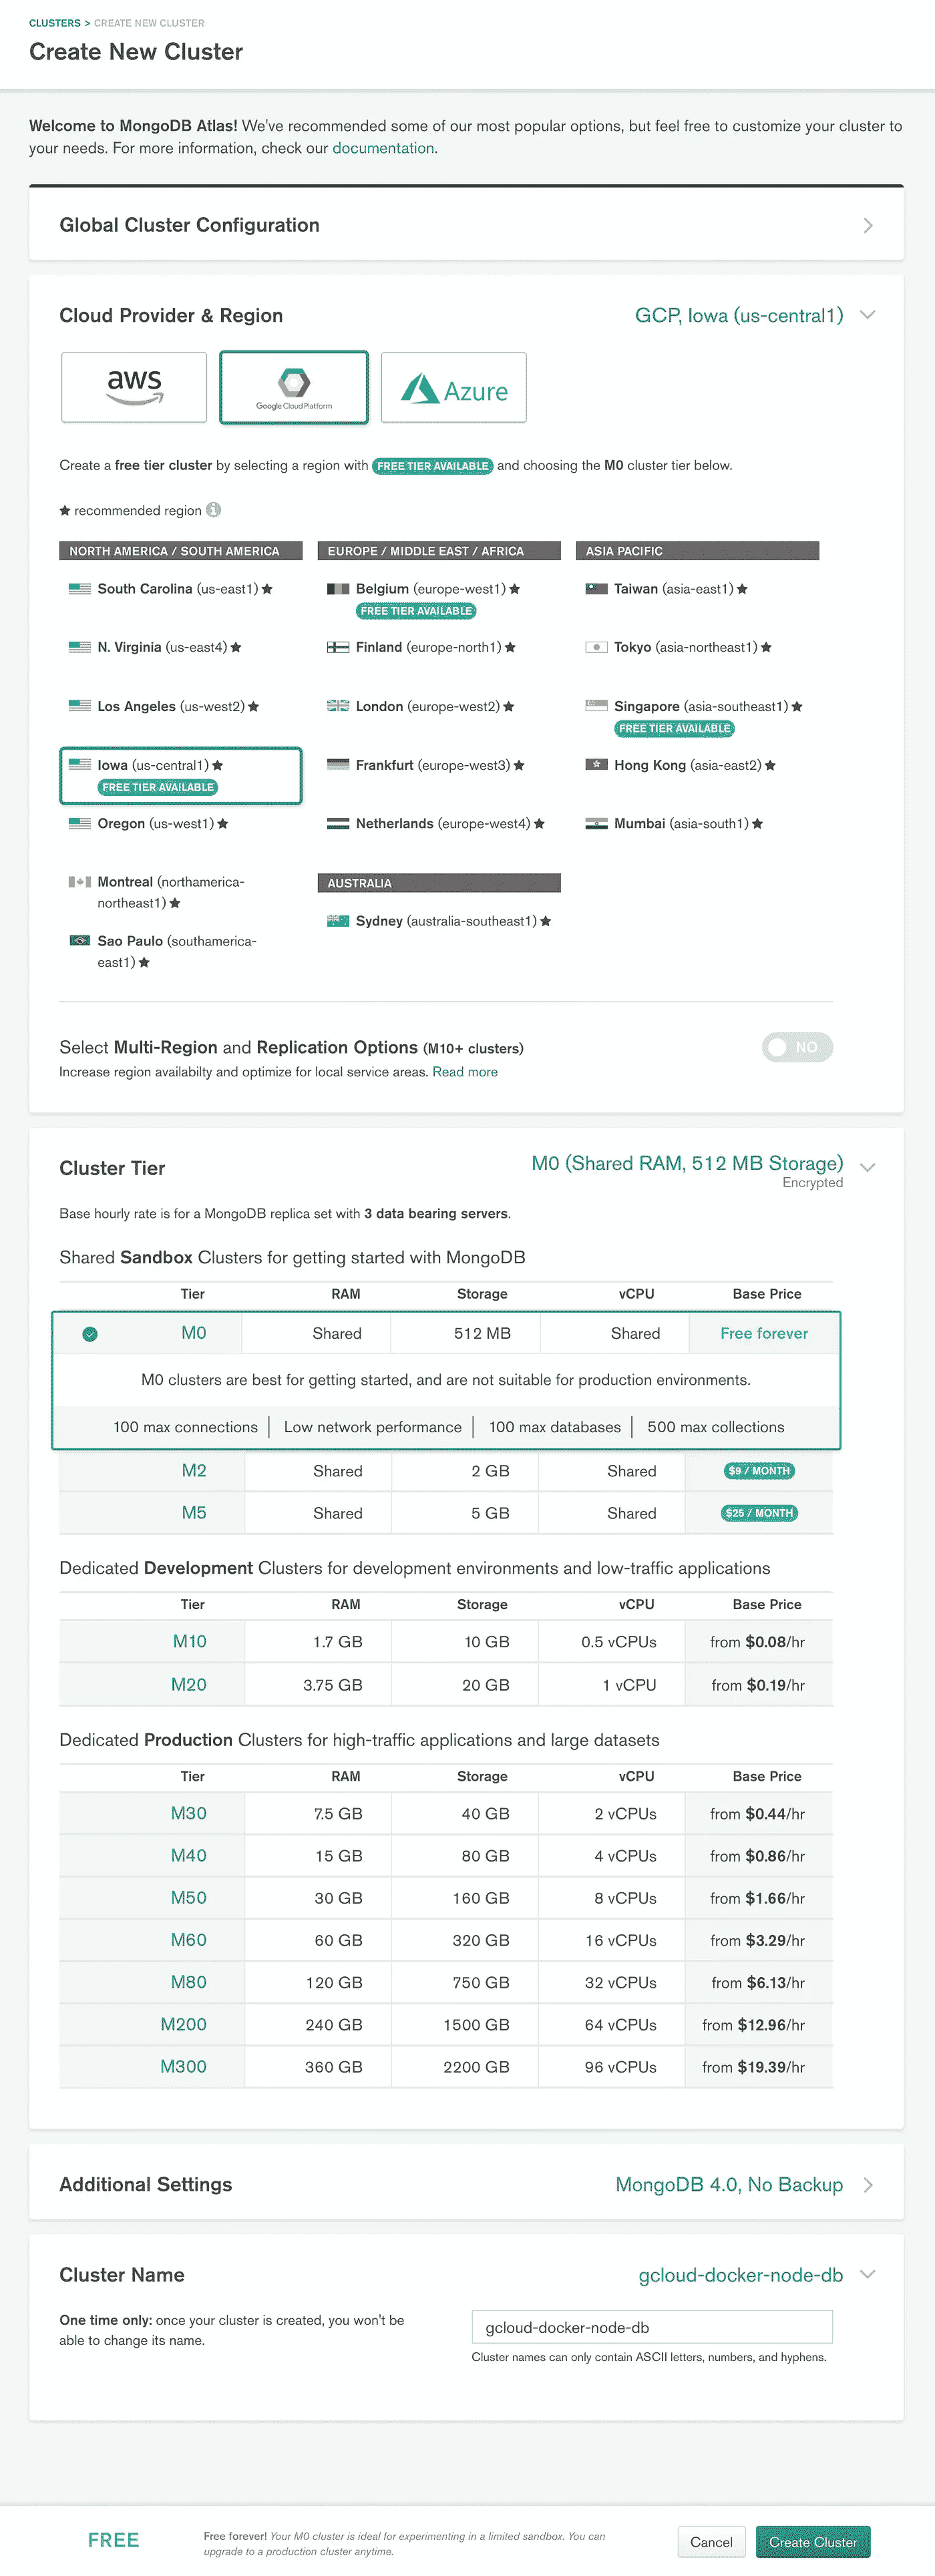 CLUSTERS > CREATE NEW CLUSTER
Create New Cluster
Welcome to MongoDB Atlas! We've recommended some of our most popular options, but feel free to customize your cluster to
your needs. For more information, check our documentation.
Global Cluster Configuration
Cloud Provider & Region
GCP, Iowa (us-central1)
aws
Google Cloud Platform
Azure
Create a free tier cluster by selecting a region with FREE TIER AVAILABLE and choosing the M0 cluster tier below.
★ recommended region i
NORTH AMERICA / SOUTH AMERICA
South Carolina (us-east1) ★
N. Virginia (us-east4) ★
Los Angeles (us-west2) ★
Iowa (us-central1) ★
FREE TIER AVAILABLE
Oregon (us-west1) ★
Montreal (northamerica-
northeast1) ★
Sao Paulo (southamerica-
east1) ★
EUROPE / MIDDLE EAST / AFRICA
Belgium (europe-west1) ★
FREE TIER AVAILABLE
Finland (europe-north1) ★
London (europe-west2) ★
Frankfurt (europe-west3) ★
Netherlands (europe-west4) ★
AUSTRALIA
Sydney (australia-southeast1) ★
ASIA PACIFIC
Taiwan (asia-east1) ★
Tokyo (asia-northeast1) ★
Singapore (asia-southeast1) ★
FREE TIER AVAILABLE
Hong Kong (asia-east2) ★
Mumbai (asia-south1) ★
Select Multi-Region and Replication Options (M10+ clusters)
NO
Increase region availabilty and optimize for local service areas. Read more
Cluster Tier
M0 (Shared RAM, 512 MB Storage)
Encrypted
Base hourly rate is for a MongoDB replica set with 3 data bearing servers.
Shared Sandbox Clusters for getting started with MongoDB
Tier RAM Storage vCPU Base Price
M0 Shared 512 MB Shared Free forever
M0 clusters are best for getting started, and are not suitable for production environments.
100 max connections | Low network performance | 100 max databases | 500 max collections
M2 Shared 2 GB Shared $9 / MONTH
M5 Shared 5 GB Shared $25 / MONTH
Dedicated Development Clusters for development environments and low-traffic applications
Tier RAM Storage vCPU Base Price
M10 1.7 GB 10 GB 0.5 vCPUs from $0.08/hr
M20 3.75 GB 20 GB 1 vCPU from $0.19/hr
Dedicated Production Clusters for high-traffic applications and large datasets
Tier RAM Storage vCPU Base Price
M30 7.5 GB 40 GB 2 vCPUs from $0.44/hr
M40 15 GB 80 GB 4 vCPUs from $0.86/hr
M50 30 GB 160 GB 8 vCPUs from $1.66/hr
M60 60 GB 320 GB 16 vCPUs from $3.29/hr
M80 120 GB 750 GB 32 vCPUs from $6.13/hr
M200 240 GB 1500 GB 64 vCPUs from $12.96/hr
M300 360 GB 2200 GB 96 vCPUs from $19.39/hr
Additional Settings
MongoDB 4.0, No Backup
Cluster Name
gcloud-docker-node-db
One time only: once your cluster is created, you won't be
able to change its name.
gcloud-docker-node-db
Cluster names can only contain ASCII letters, numbers, and hyphens.
FREE
Free forever! Your M0 cluster is ideal for experimenting in a limited sandbox. You can
upgrade to a production cluster anytime.
Cancel
Create Cluster